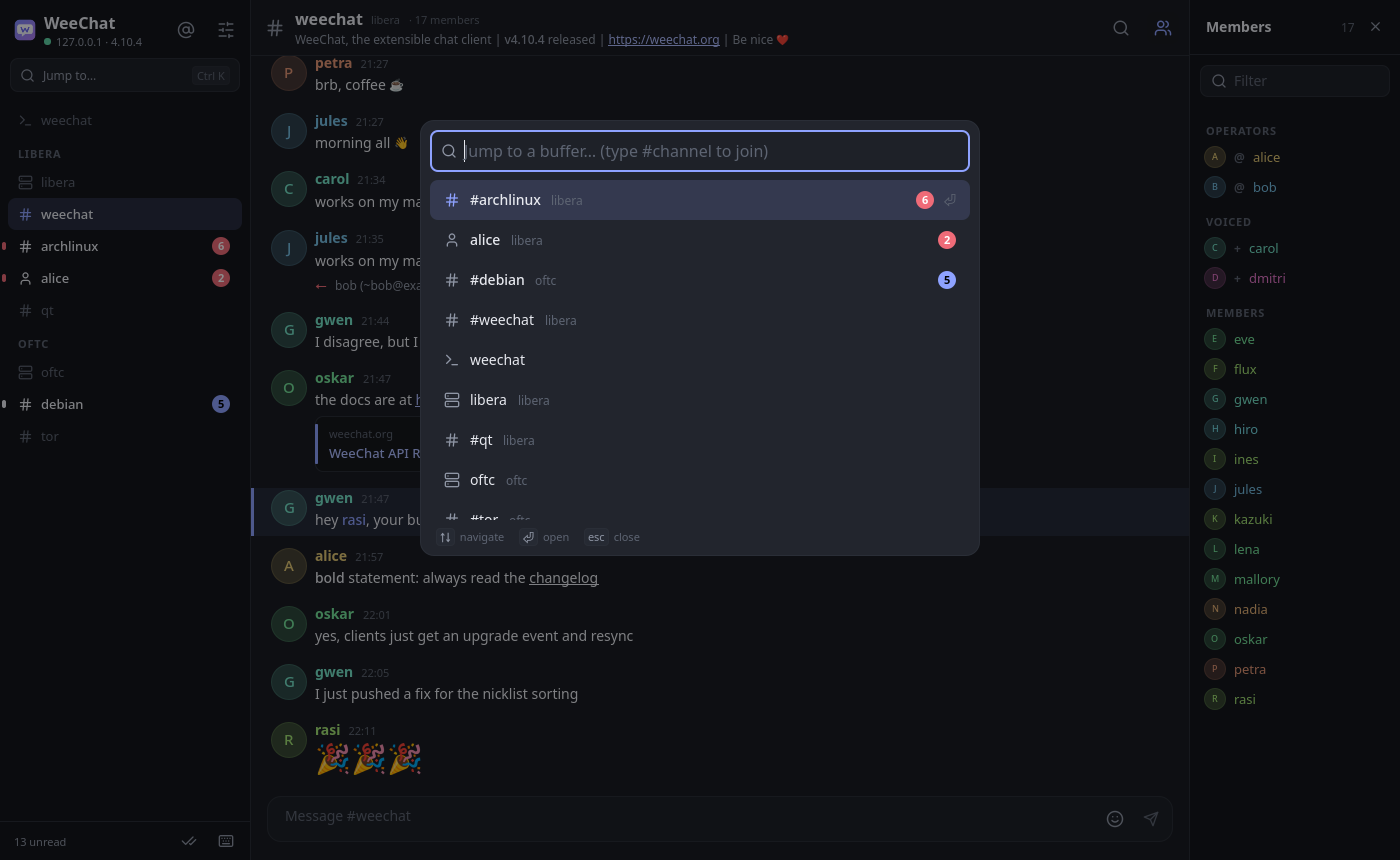 WeeChat
127.0.0.1 · 4.10.4
Jump to...
Ctrl K
weechat
LIBERA
libera
weechat
archlinux 6
alice 2
qt
OFTC
oftc
debian 5
tor
13 unread
weechat libera · 17 members
WeeChat, the extensible chat client | v4.10.4 released | https://weechat.org | Be nice ❤️
petra 21:27
brb, coffee ☕
jules 21:27
morning all 👋
carol 21:34
works on my ma
jules 21:35
works on my ma
← bob (~bob@exa
gwen 21:44
I disagree, but I
oskar 21:47
the docs are at h
weechat.org
WeeChat API R
gwen 21:47
hey rasi, your bu
alice 21:57
bold statement: always read the changelog
oskar 22:01
yes, clients just get an upgrade event and resync
gwen 22:05
I just pushed a fix for the nicklist sorting
rasi 22:11
🎉🎉🎉
Message #weechat
Jump to a buffer... (type #channel to join)
#archlinux libera 6
alice libera 2
#debian oftc 5
#weechat libera
weechat
libera libera
#qt libera
oftc oftc
#tor oftc
navigate open esc close
Members 17
Filter
OPERATORS
A @ alice
B @ bob
VOICED
C + carol
D + dmitri
MEMBERS
E eve
F flux
G gwen
H hiro
I ines
J jules
K kazuki
L lena
M mallory
N nadia
O oskar
P petra
R rasi